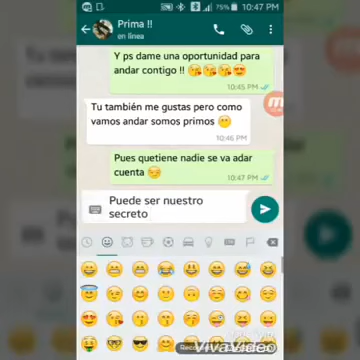 75% 10:47 PM
Prima !!
en línea
Y ps dame una oportunidad para
andar contigo !!
10:45 PM
Tu también me gustas pero como
vamos andar somos primos
10:46 PM
Pues quetiene nadie se va adar
cuenta
10:47 PM
Puede ser nuestro
secreto
VivaVideo